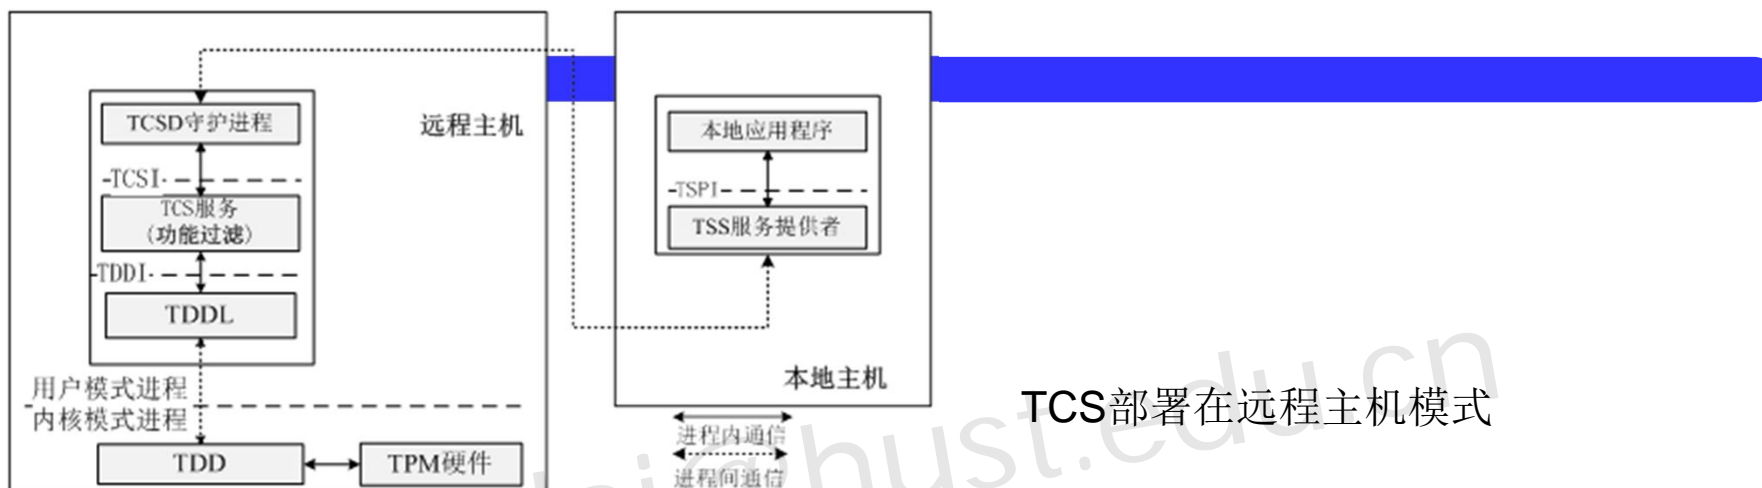 TCSD守护进程
远程主机
TCSI
TCS服务
(功能过滤)
TDDI
TDDL
用户模式进程
内核模式进程
TDD
TPM硬件
本地应用程序
TSPI
TSS服务提供者
本地主机
进程内通信
进程间通信
TCS部署在远程主机模式
@hust.edu.cn